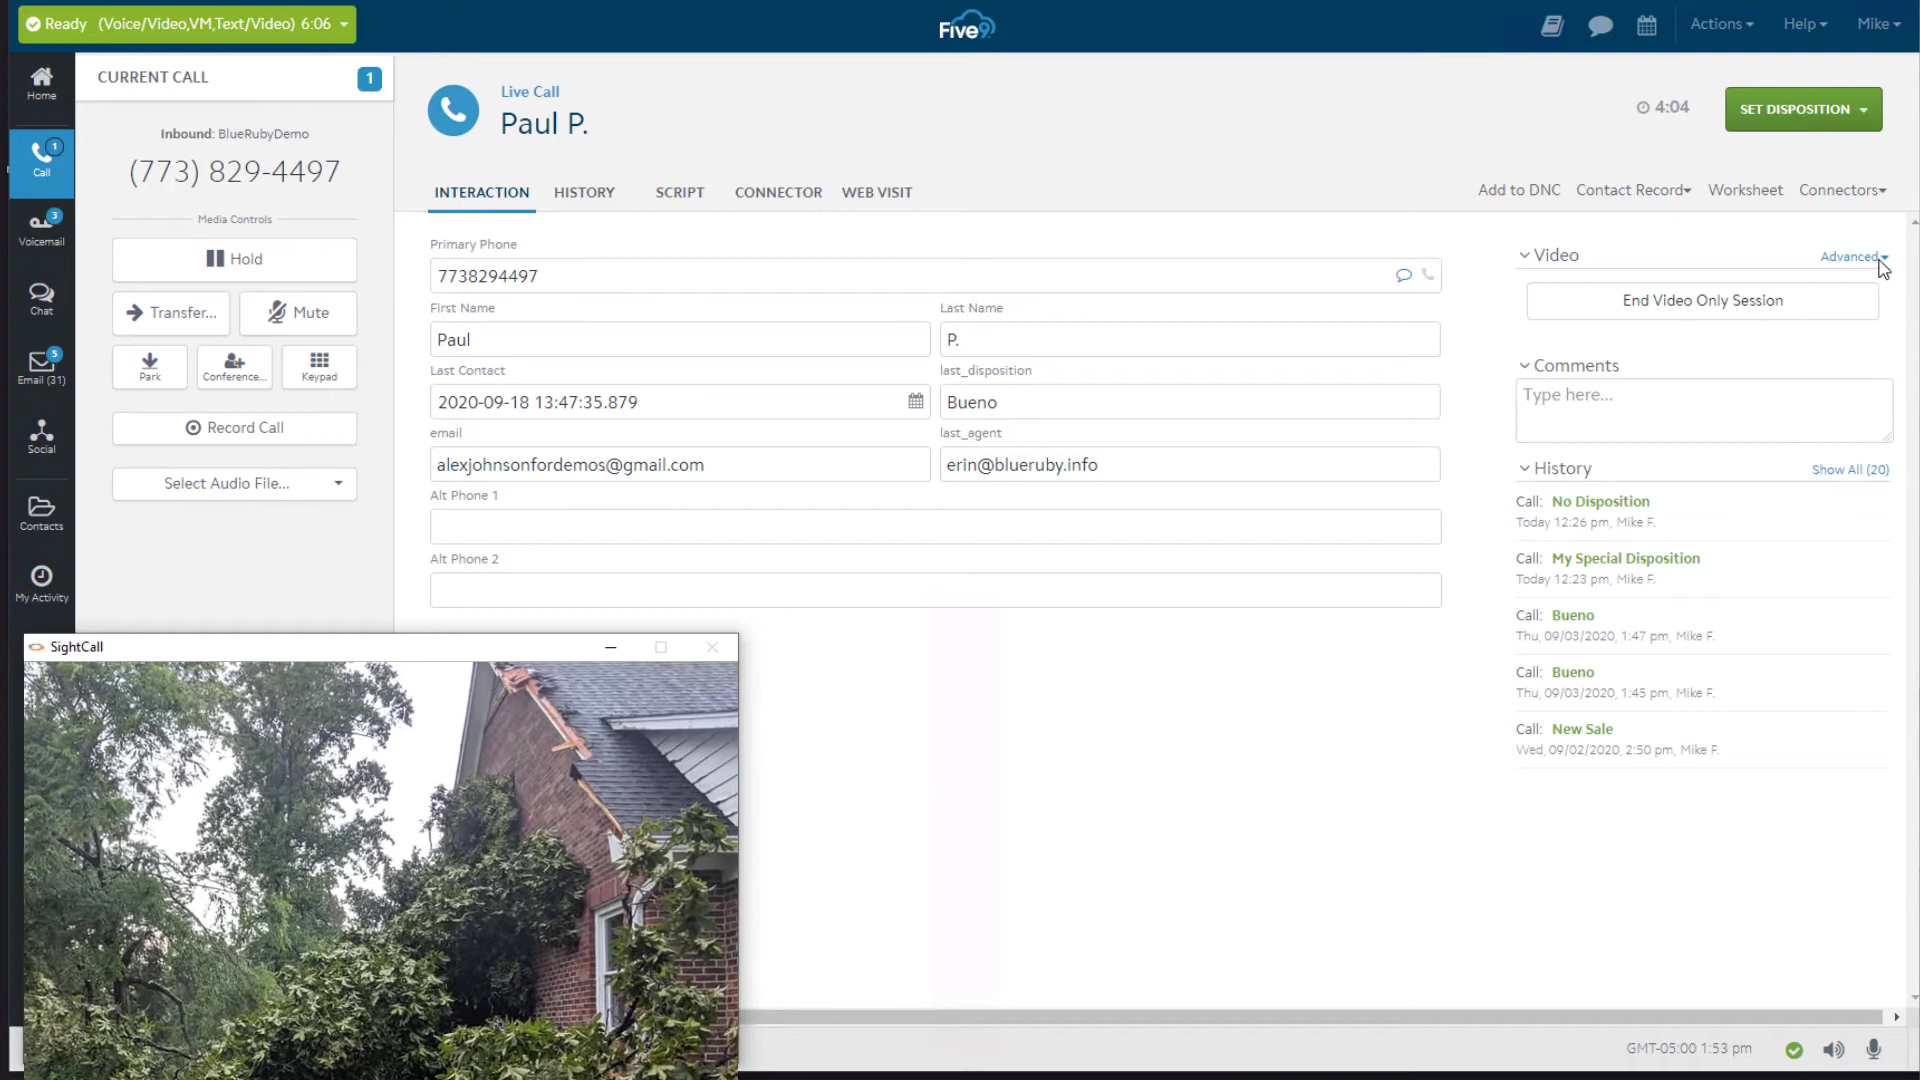 Ready (Voice/Video,VM,Text/Video) 6:06
Five9
Actions
Help
Mike
Home
Call
1
Voicemail
3
Chat
Email (31)
5
Social
Contacts
My Activity
CURRENT CALL
1
Inbound: BlueRubyDemo
(773) 829-4497
Media Controls
Hold
Transfer...
Mute
Park
Conference...
Keypad
Record Call
Select Audio File...
Live Call
Paul P.
4:04
SET DISPOSITION
INTERACTION
HISTORY
SCRIPT
CONNECTOR
WEB VISIT
Add to DNC
Contact Record
Worksheet
Connectors
Primary Phone
7738294497
First Name
Last Name
Paul
P.
Last Contact
last_disposition
2020-09-18 13:47:35.879
Bueno
email
last_agent
alexjohnsonfordemos@gmail.com
erin@blueruby.info
Alt Phone 1
Alt Phone 2
Video
Advanced
End Video Only Session
Comments
Type here...
History
Show All (20)
Call: No Disposition
Today 12:26 pm, Mike F.
Call: My Special Disposition
Today 12:23 pm, Mike F.
Call: Bueno
Thu, 09/03/2020, 1:47 pm, Mike F.
Call: Bueno
Thu, 09/03/2020, 1:45 pm, Mike F.
Call: New Sale
Wed, 09/02/2020, 2:50 pm, Mike F.
SightCall
GMT-05:00 1:53 pm